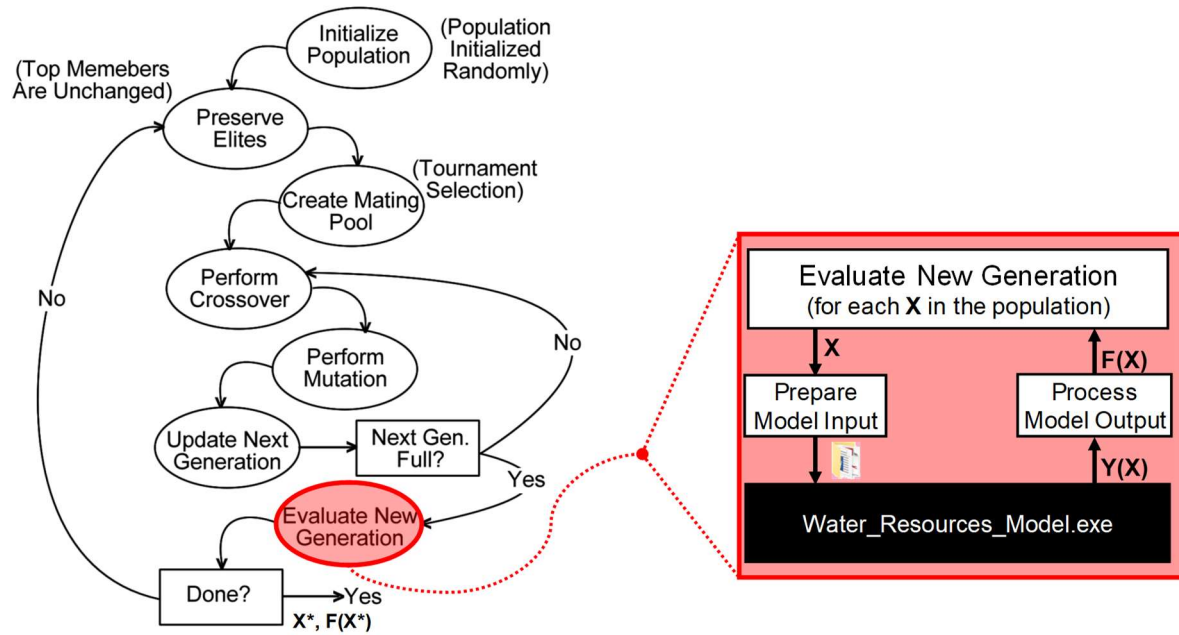 Initialize
Population
(Population
Initialized
Randomly)
(Top Memebers
Are Unchanged)
Preserve
Elites
(Tournament
Selection)
Create Mating
Pool
Perform
Crossover
No
No
Perform
Mutation
Update Next
Generation
Next Gen.
Full?
Yes
Evaluate New
Generation
Done?
Yes
X*, F(X*)
Evaluate New Generation
(for each X in the population)
X
F(X)
Prepare
Model Input
Process
Model Output
Y(X)
Water_Resources_Model.exe